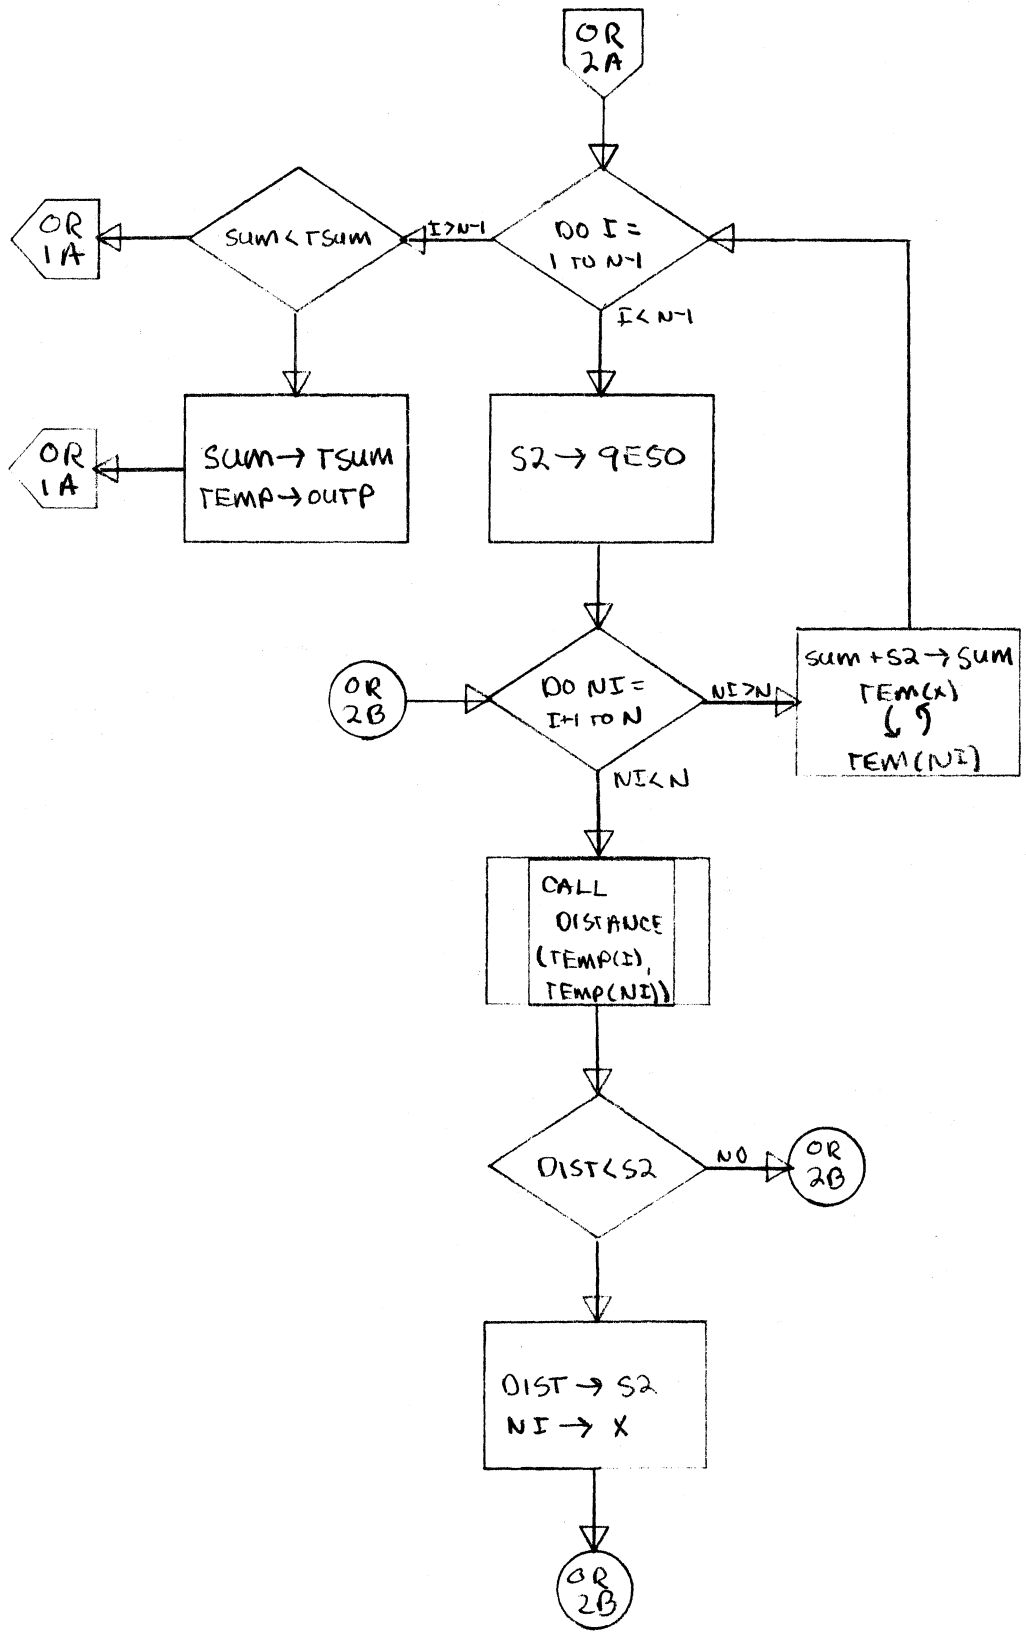 OR
2A
OR
1A
SUM<TSUM
I>N-1
DO I=
1 TO N-1
I<N-1
OR
1A
SUM→TSUM
TEMP→OUTP
S2→9E50
OR
2B
DO NI=
I+1 TO N
NI>N
SUM+S2→SUM
TEM(X)
TEM(NI)
NI<N
CALL
DISTANCE
(TEMP(I),
TEMP(NI))
DIST<S2
NO
OR
2B
DIST→S2
NI→X
OR
2B